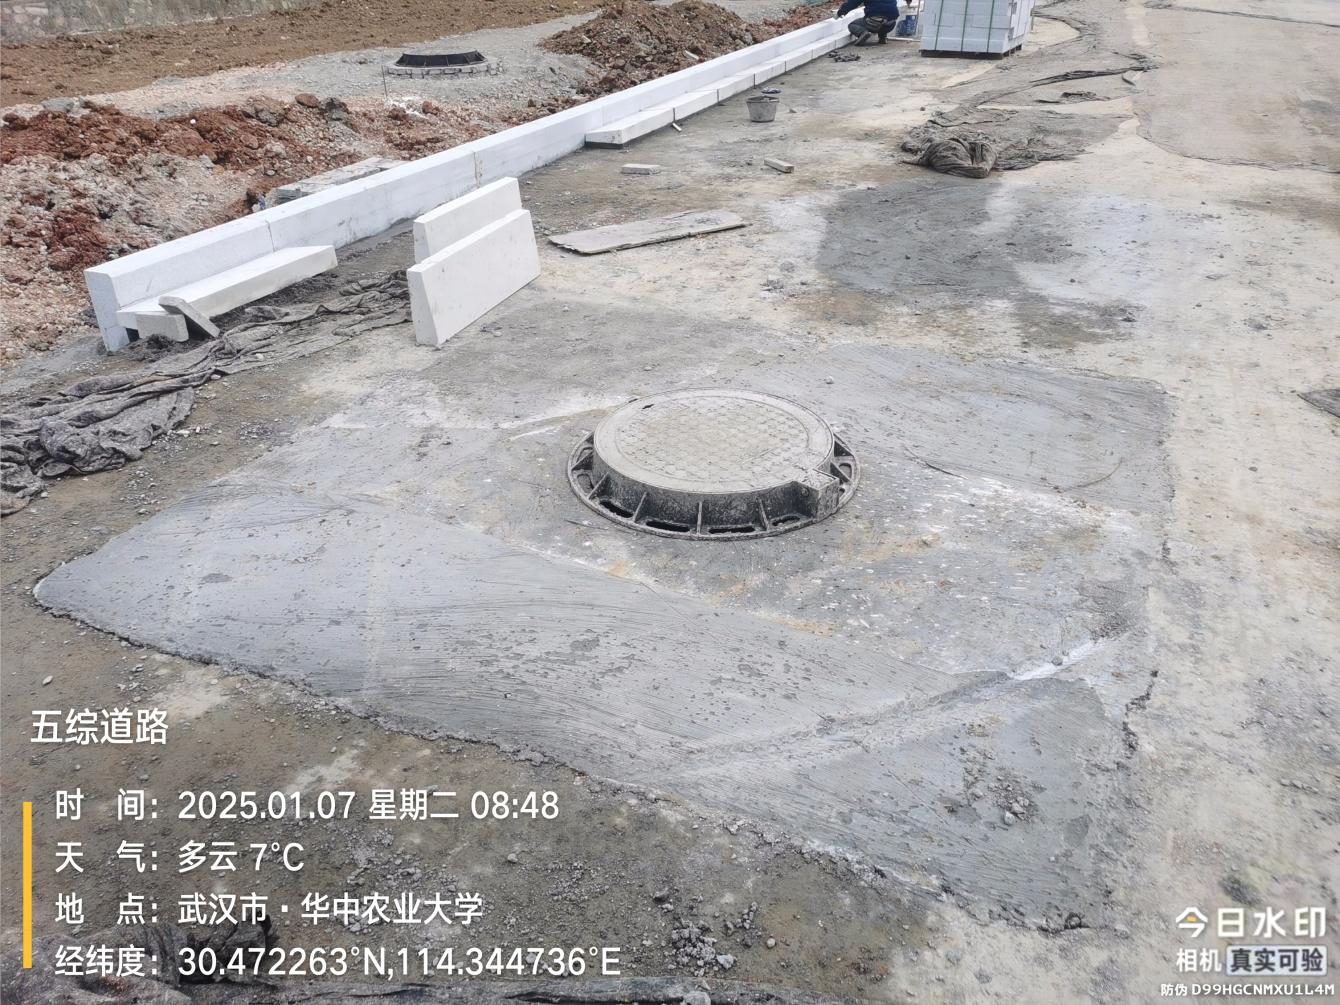 五综道路
时 间：2025.01.07 星期二 08:48
天 气：多云 7°C
地 点：武汉市·华中农业大学
经纬度：30.472263°N,114.344736°E
今日水印
相机 真实可验
防伪 D99HGCNMXU1L4M